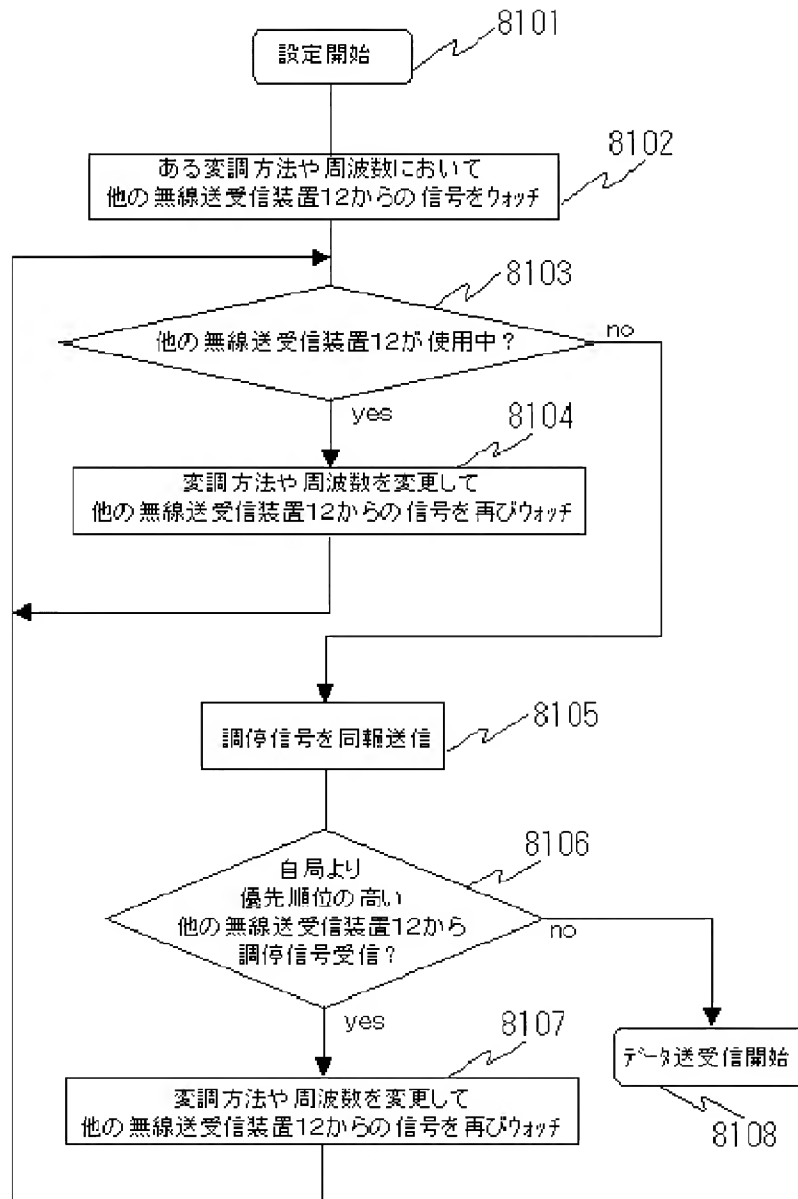 設定開始
8101
ある変調方法や周波数において
他の無線送受信装置12からの信号をウォッチ
8102
8103
他の無線送受信装置12が使用中？
no
yes
8104
変調方法や周波数を変更して
他の無線送受信装置12からの信号を再びウォッチ
調停信号を同報送信
8105
8106
自局より
優先順位の高い
他の無線送受信装置12から
調停信号受信？
no
yes
8107
データ送受信開始
8108
変調方法や周波数を変更して
他の無線送受信装置12からの信号を再びウォッチ